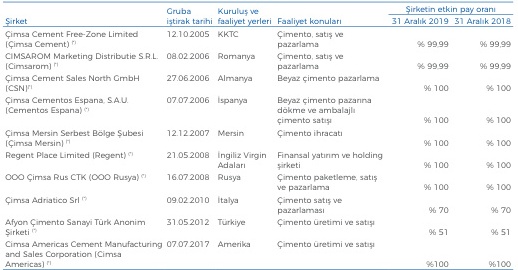 Şirketin etkin pay oranı
Gruba Kuruluş ve
Şirket iştirak tarihi faaliyet yerleri Faaliyet konuları 31 Aralık 2019 31 Aralık 2018
Çimsa Cement Free-Zone Limited 12.10.2005 KKTC Çimento, satış ve
(Çimsa Cement) (*) pazarlama % 99,99 % 99,99
CIMSAROM Marketing Distributie S.R.L. 08.02.2006 Romanya Çimento, satış ve
(Cimsarom) (*) pazarlama % 99,99 % 99,99
Çimsa Cement Sales North GmbH 27.06.2006 Almanya Beyaz çimento pazarlama
(CSN)(*) % 100 % 100
Çimsa Cementos Espana, S.A.U. 07.07.2006 İspanya Beyaz çimento pazarına
(Cementos Espana) (*) dökme ve ambalajlı
çimento satışı % 100 % 100
Çimsa Mersin Serbest Bölge Şubesi 12.12.2007 Mersin Çimento ihracatı
(Çimsa Mersin) (*) % 100 % 100
Regent Place Limited (Regent) (*) 21.05.2008 İngiliz Virgin Finansal yatırım ve holding
Adaları şirketi % 100 % 100
OOO Çimsa Rus CTK (OOO Rusya) (*) 16.07.2008 Rusya Çimento paketleme, satış
ve pazarlama % 100 % 100
Çimsa Adriatico Srl (*) 09.02.2010 İtalya Çimento satış ve
pazarlaması % 70 % 70
Afyon Çimento Sanayi Türk Anonim 31.05.2012 Türkiye Çimento üretimi ve satışı
Şirketi (*) % 51 % 51
Cimsa Americas Cement Manufacturing 07.07.2017 Amerika Çimento üretimi ve satışı
and Sales Corporation (Cimsa
Americas) (*) %100 %100